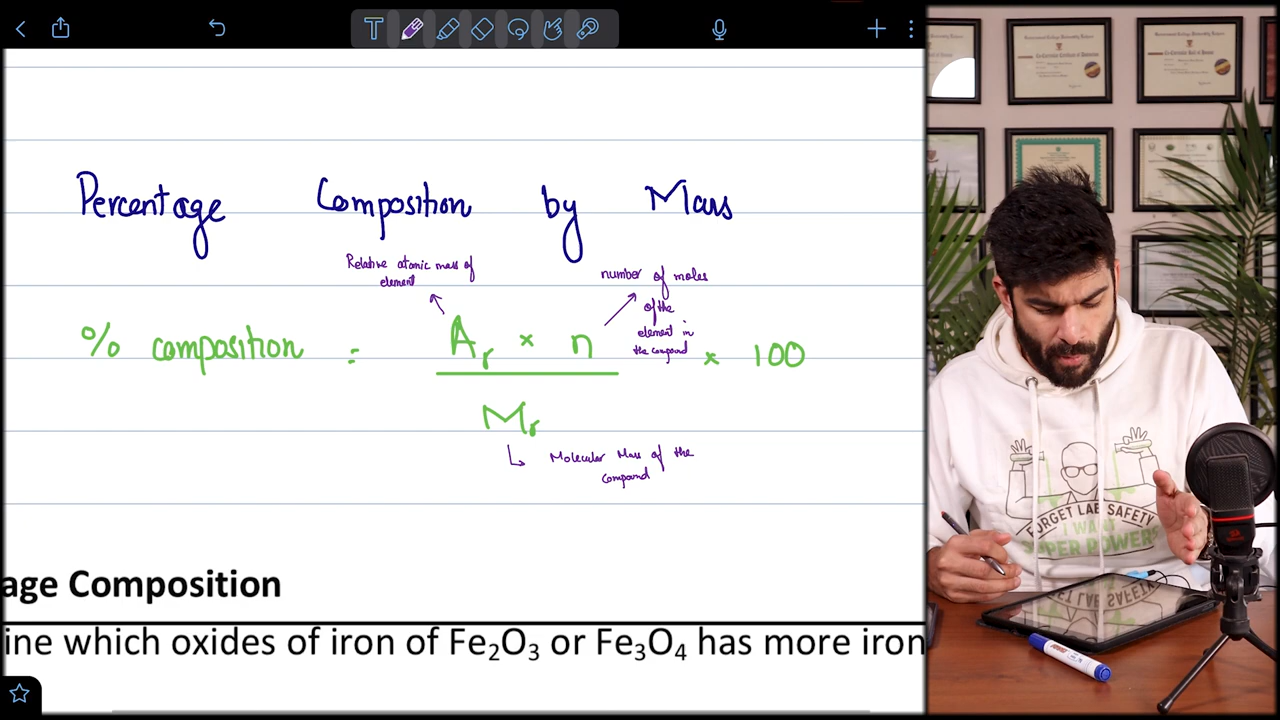 Percentage Composition by Mass
Relative atomic mass of
element
number of moles
of the
element in
the compound
% composition = Ar × n × 100
Mr
Molecular Mass of the
compound
age Composition
ine which oxides of iron of Fe2O3 or Fe3O4 has more iron
FORGET LAB SAFETY
I WANT
SUPER POWERS